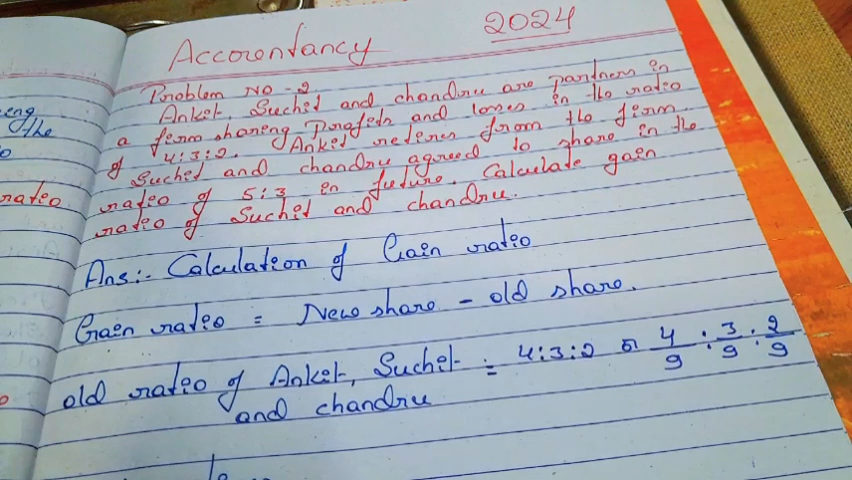 Accountancy 2024
Problem No - 2
Ankit, Suchit and chandru are partners in
a firm sharing Profits and losses in the ratio
of 4:3:2. Ankit retires from the firm.
Suchit and chandru agreed to share in the
ratio of 5:3 in future. Calculate gain
ratio of Suchit and chandru.
Ans:- Calculation of Gain ratio
Gain ratio = New share - old share.
old ratio of Ankit, Suchit = 4:3:2 or 4/9 : 3/9 : 2/9
and chandru
the
ratio